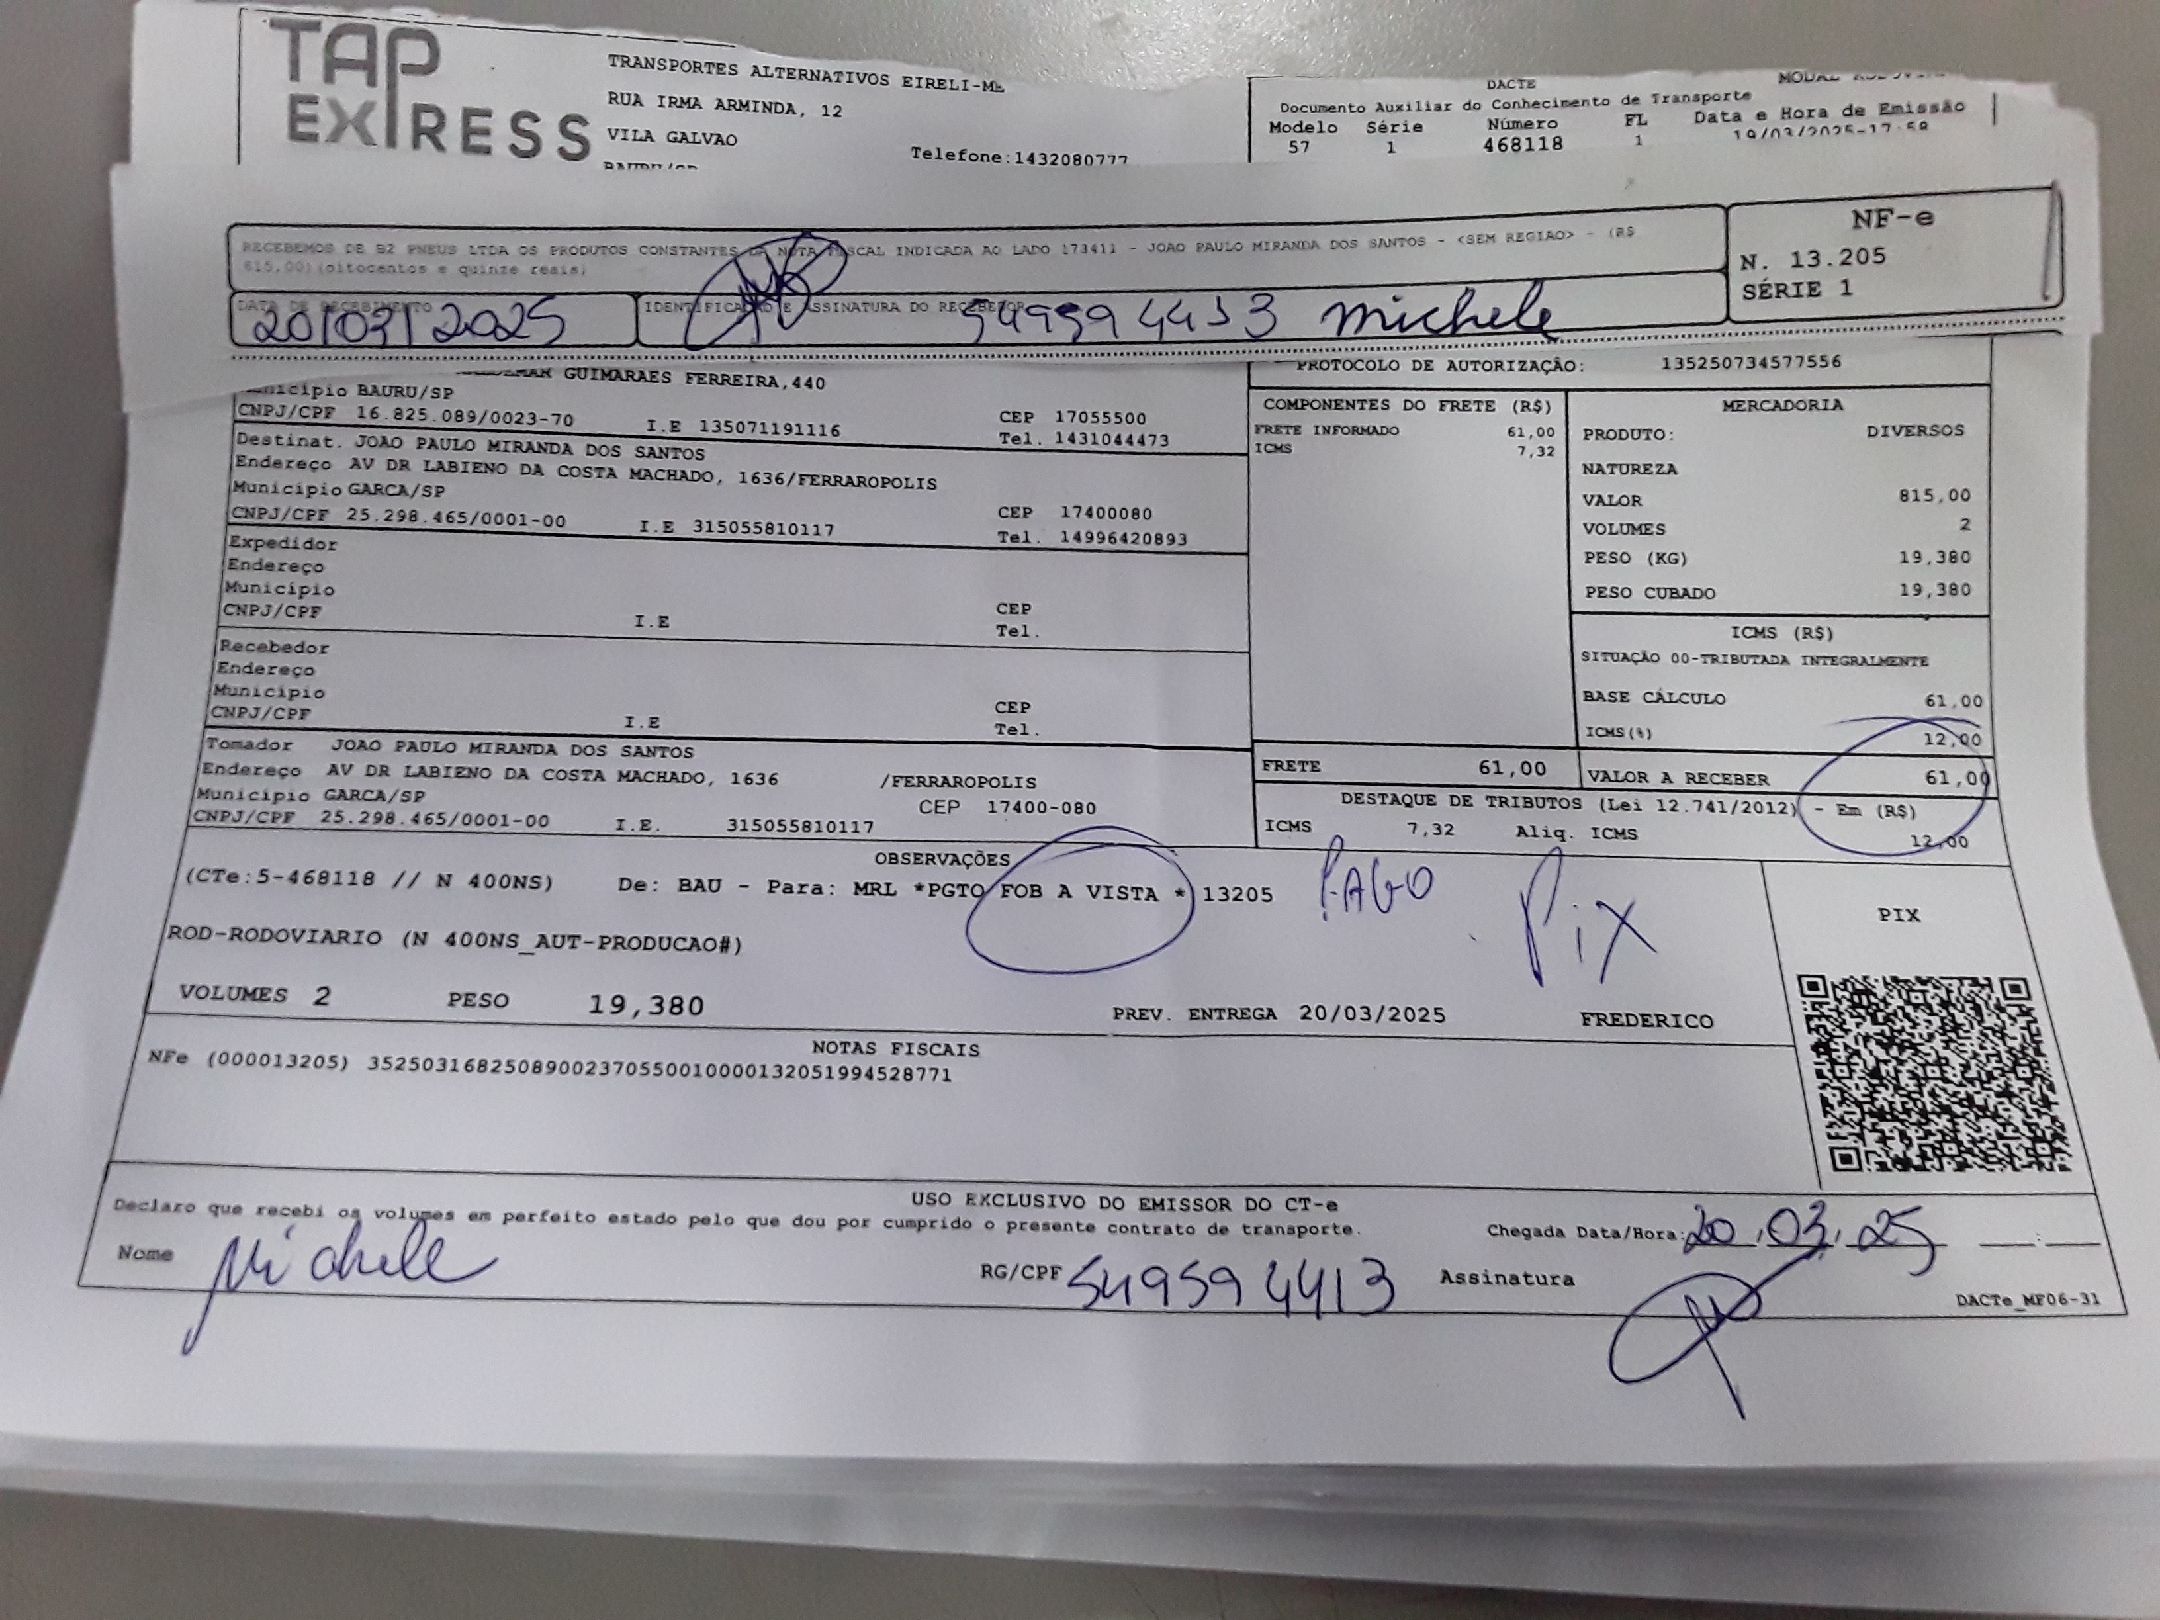 TAP
EXPRESS
TRANSPORTES ALTERNATIVOS EIRELI-ME
RUA IRMA ARMINDA, 12
VILA GALVAO
BAURU/SP
Telefone:1432080777
DACTE
Documento Auxiliar do Conhecimento de Transporte
Modelo Série Número FL Data e Hora de Emissão
57 1 468118 1 19/03/2025-17:58
RECEBEMOS DE B2 PNEUS LTDA OS PRODUTOS CONSTANTES DA NOTA FISCAL INDICADA AO LADO 173411 - JOAO PAULO MIRANDA DOS SANTOS - <SEM REGIAO> - (R$
815,00)(oitocentos e quinze reais)
DATA DE RECEBIMENTO
20/03/2025
IDENTIFICAÇÃO E ASSINATURA DO RECEBEDOR
549594413 Michele
NF-e
N. 13.205
SÉRIE 1
GUIMARAES FERREIRA,440
Município BAURU/SP
CNPJ/CPF 16.825.089/0023-70 I.E 135071191116
CEP 17055500
Tel. 1431044473
Destinat. JOAO PAULO MIRANDA DOS SANTOS
Endereço AV DR LABIENO DA COSTA MACHADO, 1636/FERRAROPOLIS
Município GARCA/SP
CNPJ/CPF 25.298.465/0001-00 I.E 315055810117
CEP 17400080
Tel. 14996420893
Expedidor
Endereço
Município
CNPJ/CPF I.E
CEP
Tel.
Recebedor
Endereço
Município
CNPJ/CPF I.E
CEP
Tel.
Tomador JOAO PAULO MIRANDA DOS SANTOS
Endereço AV DR LABIENO DA COSTA MACHADO, 1636 /FERRAROPOLIS
Município GARCA/SP CEP 17400-080
CNPJ/CPF 25.298.465/0001-00 I.E. 315055810117
PROTOCOLO DE AUTORIZAÇÃO: 135250734577556
COMPONENTES DO FRETE (R$)
FRETE INFORMADO 61,00
ICMS 7,32
MERCADORIA
PRODUTO: DIVERSOS
NATUREZA
VALOR 815,00
VOLUMES 2
PESO (KG) 19,380
PESO CUBADO 19,380
ICMS (R$)
SITUAÇÃO 00-TRIBUTADA INTEGRALMENTE
BASE CÁLCULO 61,00
ICMS(%) 12,00
FRETE 61,00 VALOR A RECEBER 61,00
DESTAQUE DE TRIBUTOS (Lei 12.741/2012) - Em (R$)
ICMS 7,32 Aliq. ICMS 12,00
OBSERVAÇÕES
(CTe:5-468118 // N 400NS) De: BAU - Para: MRL *PGTO FOB A VISTA * 13205
PAGO PIX
ROD-RODOVIARIO (N 400NS_AUT-PRODUCAO#)
VOLUMES 2 PESO 19,380
PREV. ENTREGA 20/03/2025 FREDERICO
PIX
NOTAS FISCAIS
NFe (000013205) 35250316825089002370550010000132051994528771
USO EXCLUSIVO DO EMISSOR DO CT-e
Declaro que recebi os volumes em perfeito estado pelo que dou por cumprido o presente contrato de transporte.
Chegada Data/Hora: 20,03,25 :
Nome Michele
RG/CPF 549594413
Assinatura
DACTe_MF06-31